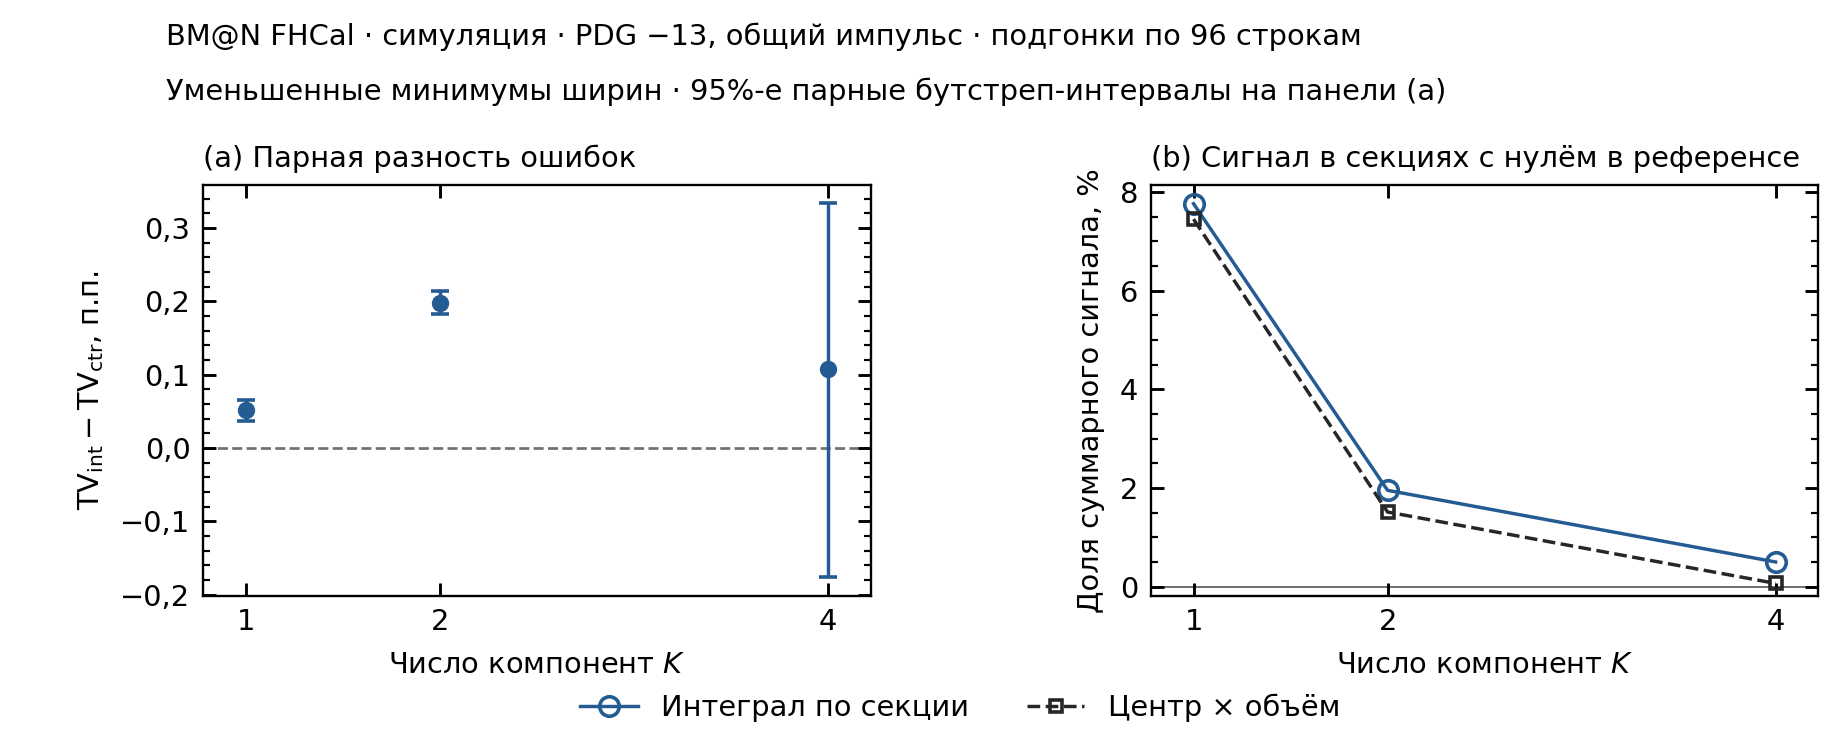 BM@N FHCal · симуляция · PDG −13, общий импульс · подгонки по 96 строкам
Уменьшенные минимумы ширин · 95%-е парные бутстреп-интервалы на панели (a)
(a) Парная разность ошибок
TVint − TVctr, п.п.
0,3
0,2
0,1
0,0
−0,1
−0,2
1 2 4
Число компонент K
(b) Сигнал в секциях с нулём в референсе
Доля суммарного сигнала, %
8
6
4
2
0
1 2 4
Число компонент K
Интеграл по секции
Центр × объём